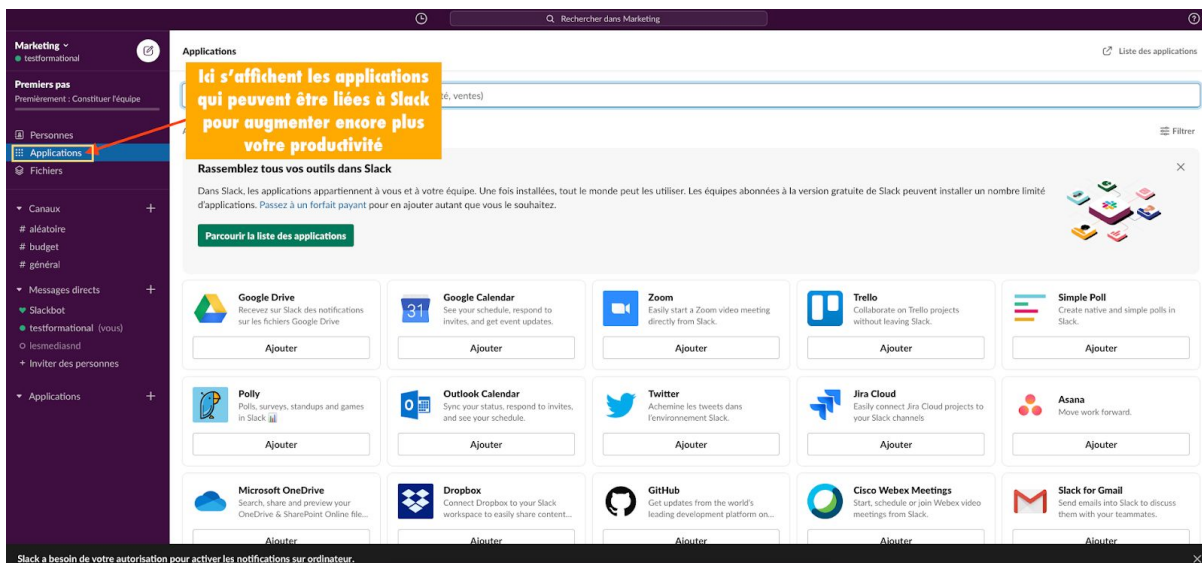 Rechercher dans Marketing
Marketing
testformational
Premiers pas
Premièrement : Constituer l'équipe
Personnes
Applications
Fichiers
Canaux
# aléatoire
# budget
# général
Messages directs
Slackbot
testformational (vous)
lesmediasnd
+ Inviter des personnes
Applications
Applications
Liste des applications
Ici s'affichent les applications
qui peuvent être liées à Slack
pour augmenter encore plus
votre productivité
té, ventes)
Filtrer
Rassemblez tous vos outils dans Slack
Dans Slack, les applications appartiennent à vous et à votre équipe. Une fois installées, tout le monde peut les utiliser. Les équipes abonnées à la version gratuite de Slack peuvent installer un nombre limité
d'applications. Passez à un forfait payant pour en ajouter autant que vous le souhaitez.
Parcourir la liste des applications
Google Drive
Recevez sur Slack des notifications
sur les fichiers Google Drive
Ajouter
31
Google Calendar
See your schedule, respond to
invites, and get event updates.
Ajouter
Zoom
Easily start a Zoom video meeting
directly from Slack.
Ajouter
Trello
Collaborate on Trello projects
without leaving Slack.
Ajouter
Simple Poll
Create native and simple polls in
Slack.
Ajouter
Polly
Polls, surveys, standups and games
in Slack
Ajouter
Outlook Calendar
Sync your status, respond to invites,
and see your schedule.
Ajouter
Twitter
Achemine les tweets dans
l'environnement Slack.
Ajouter
Jira Cloud
Easily connect Jira Cloud projects to
your Slack channels
Ajouter
Asana
Move work forward.
Ajouter
Microsoft OneDrive
Search, share and preview your
OneDrive & SharePoint Online file...
Ajouter
Dropbox
Connect Dropbox to your Slack
workspace to easily share content...
Ajouter
GitHub
Get updates from the world's
leading development platform on...
Ajouter
Cisco Webex Meetings
Start, schedule or join Webex video
meetings from Slack.
Ajouter
Slack for Gmail
Send emails into Slack to discuss
them with your teammates.
Ajouter
Slack a besoin de votre autorisation pour activer les notifications sur ordinateur.